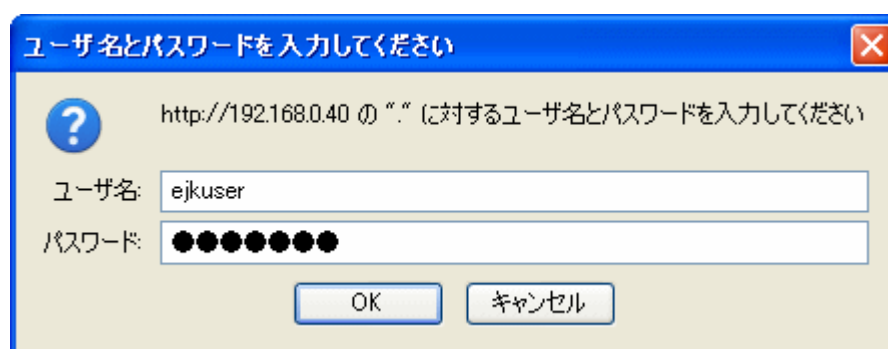 ユーザ名とパスワードを入力してください
http://192.168.0.40 の "." に対するユーザ名とパスワードを入力してください
ユーザ名: ejkuser
パスワード: ●●●●●●●
OK キャンセル